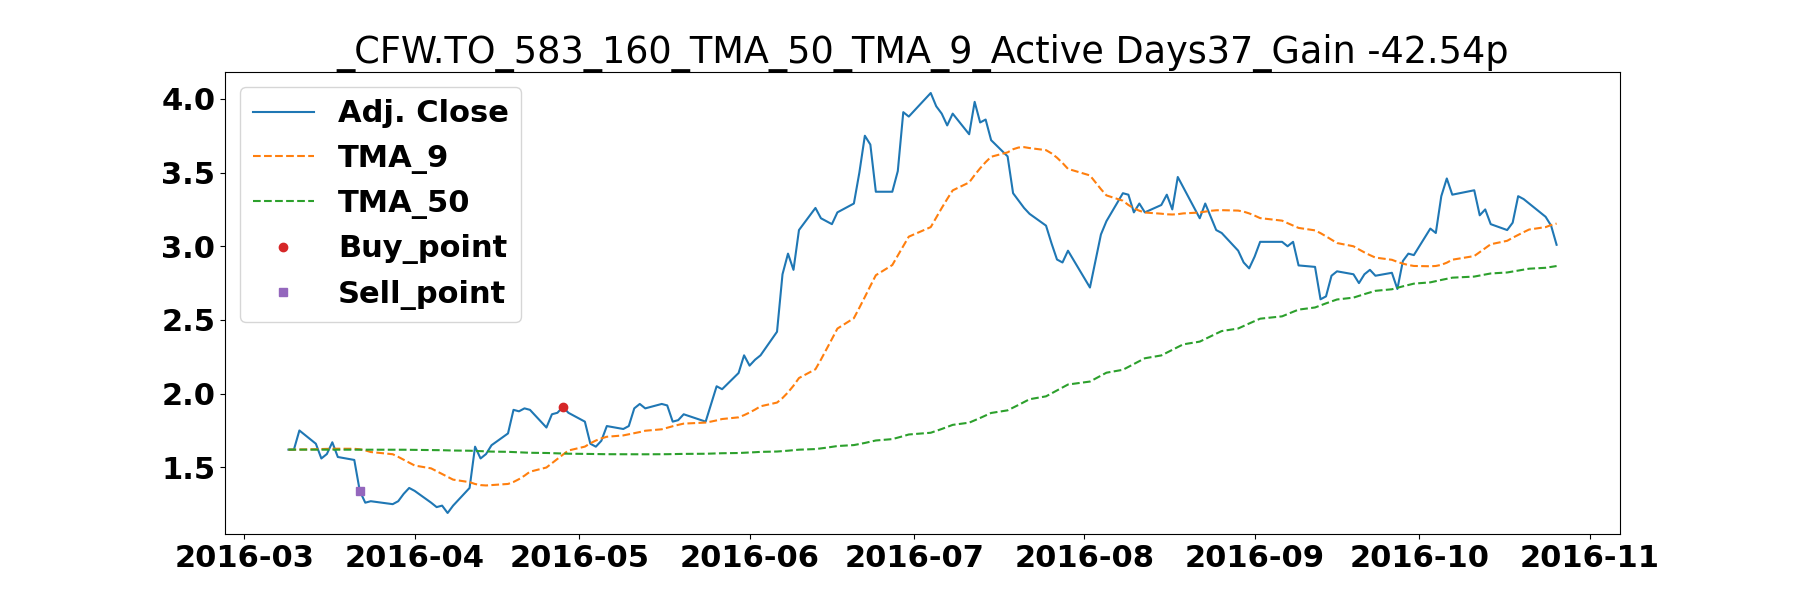 _CFW.TO_583_160_TMA_50_TMA_9_Active Days37_Gain -42.54p
4.0
3.5
3.0
2.5
2.0
1.5
Adj. Close
TMA_9
TMA_50
Buy_point
Sell_point
2016-03 2016-04 2016-05 2016-06 2016-07 2016-08 2016-09 2016-10 2016-11